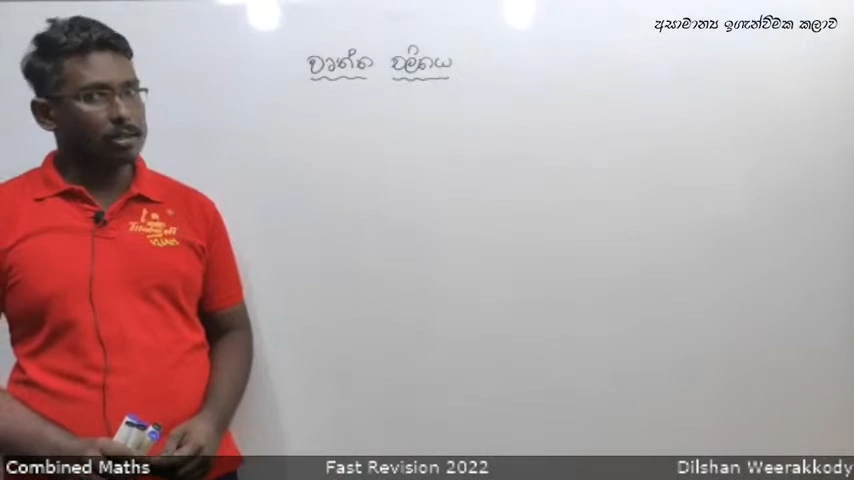 අසාමාන්‍ය ඉගැන්වීමක කලාව
වෘත්ත චලිතය
Combined Maths
Fast Revision 2022
Dilshan Weerakkody